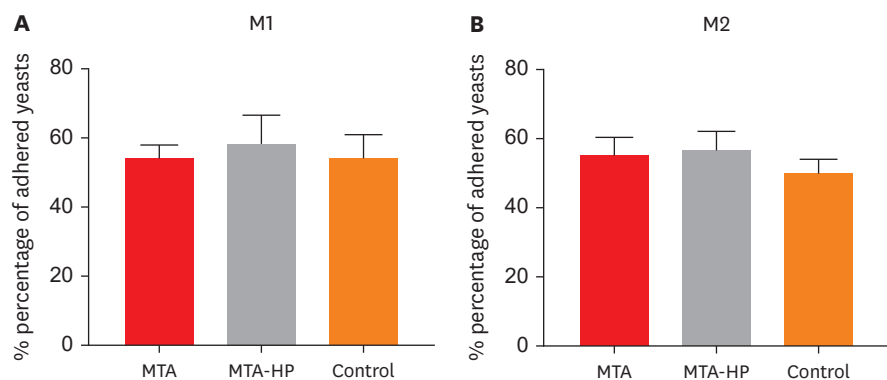 A
M1
% percentage of adhered yeasts
80
60
40
20
0
MTA
MTA-HP
Control
B
M2
% percentage of adhered yeasts
80
60
40
20
0
MTA
MTA-HP
Control